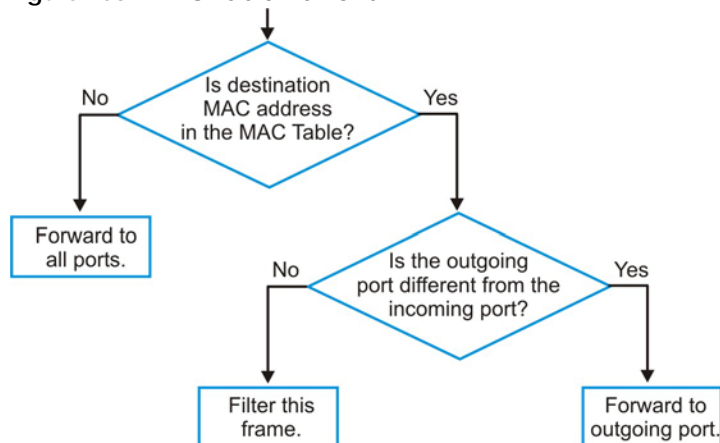 Is destination
MAC address
in the MAC Table?
No
Yes
Forward to
all ports.
Is the outgoing
port different from the
incoming port?
No
Yes
Filter this
frame.
Forward to
outgoing port.